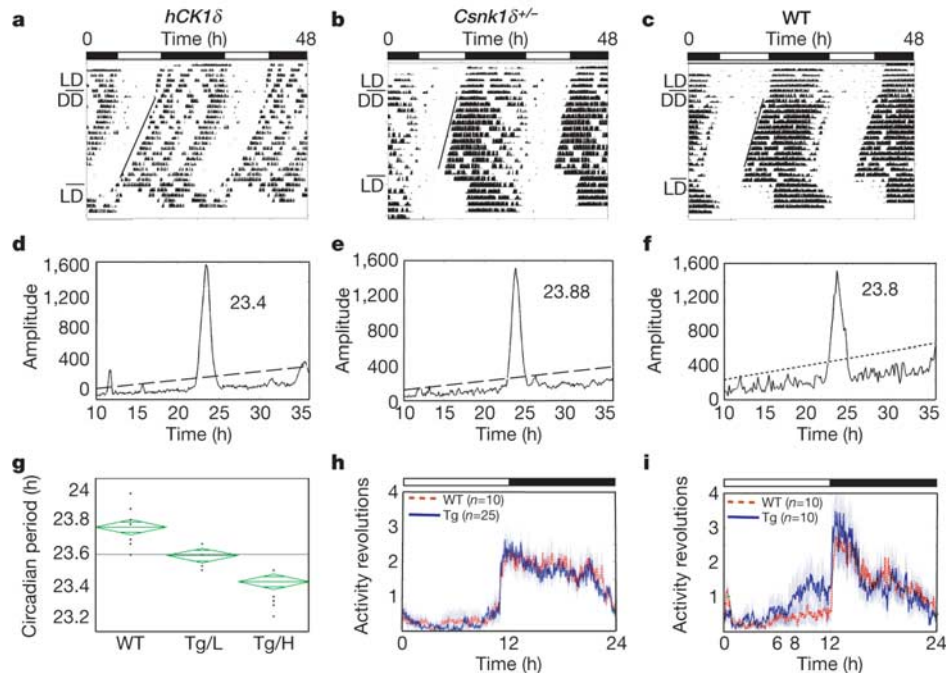 a
hCK1δ
0 48
Time (h)
LD
DD
LD
b
Csnk1δ+/–
0 48
Time (h)
LD
DD
LD
c
WT
0 48
Time (h)
LD
DD
LD
d
Amplitude
1,600
1,200
800
400
0
23.4
10 15 20 25 30 35
Time (h)
e
Amplitude
1,600
1,200
800
400
0
23.88
10 15 20 25 30 35
Time (h)
f
Amplitude
1,600
1,200
800
400
0
23.8
10 15 20 25 30 35
Time (h)
g
Circadian period (h)
24
23.8
23.6
23.4
23.2
WT Tg/L Tg/H
h
Activity revolutions
4
3
2
1
WT (n=10)
Tg (n=25)
0 12 24
Time (h)
i
Activity revolutions
4
3
2
1
WT (n=10)
Tg (n=10)
0 6 8 12 24
Time (h)